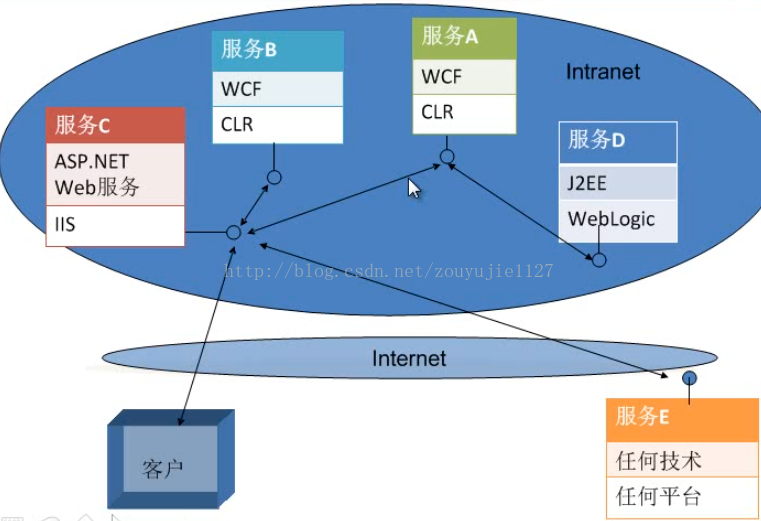 服务A
WCF
CLR
Intranet
服务B
WCF
CLR
服务C
ASP.NET
Web服务
IIS
服务D
J2EE
WebLogic
http://blog.csdn.net/zouyujie1127
Internet
客户
服务E
任何技术
任何平台